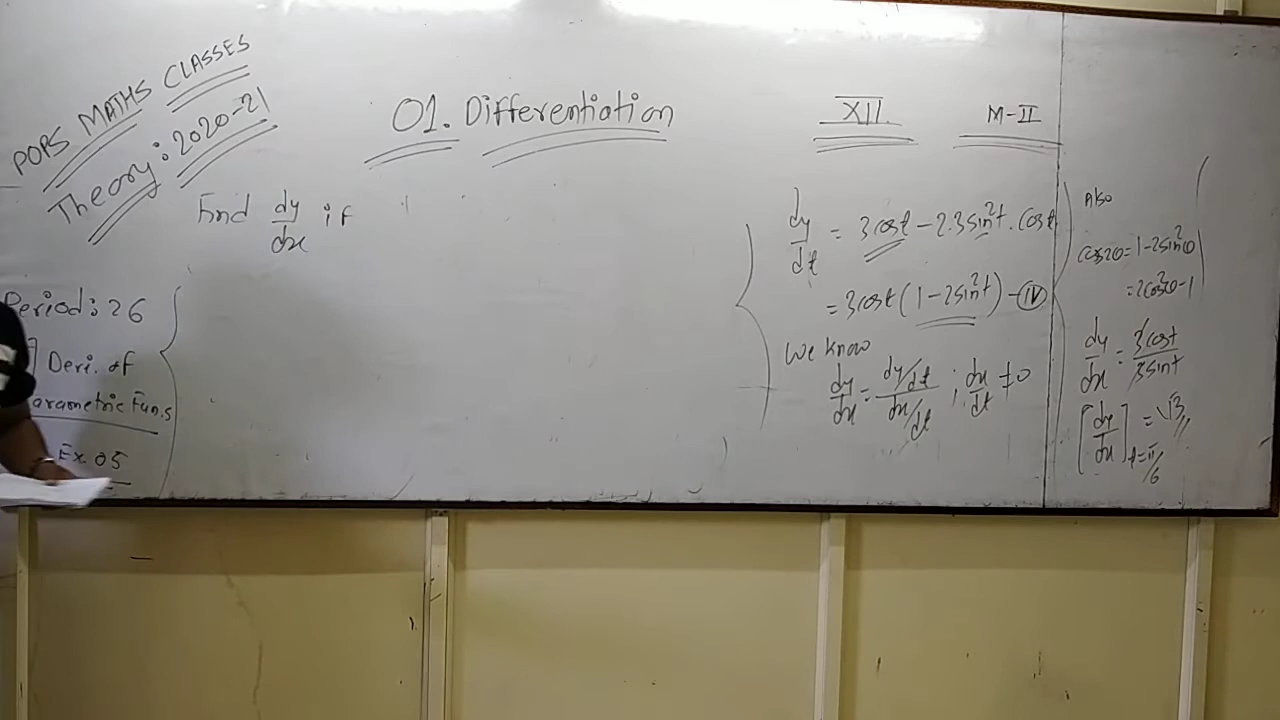 POPS MATHS CLASSES
Theory: 2020-21
01. Differentiation
XII
M-II
Find dy/dx if
Period: 26
Deri. of
arametric Fun.s
Ex 05
dy/dt = 3cost - 2.3sin²t.cost
= 3cost(1-2sin²t) - (IV)
We know
dy/dx = (dy/dt)/(dx/dt) ; dx/dt ≠ 0
Also
cos2θ = 1-2sin²θ
= 2cos²θ-1
dy/dx = 3cost/3sint
[dy/dx]t=π/6 = √3